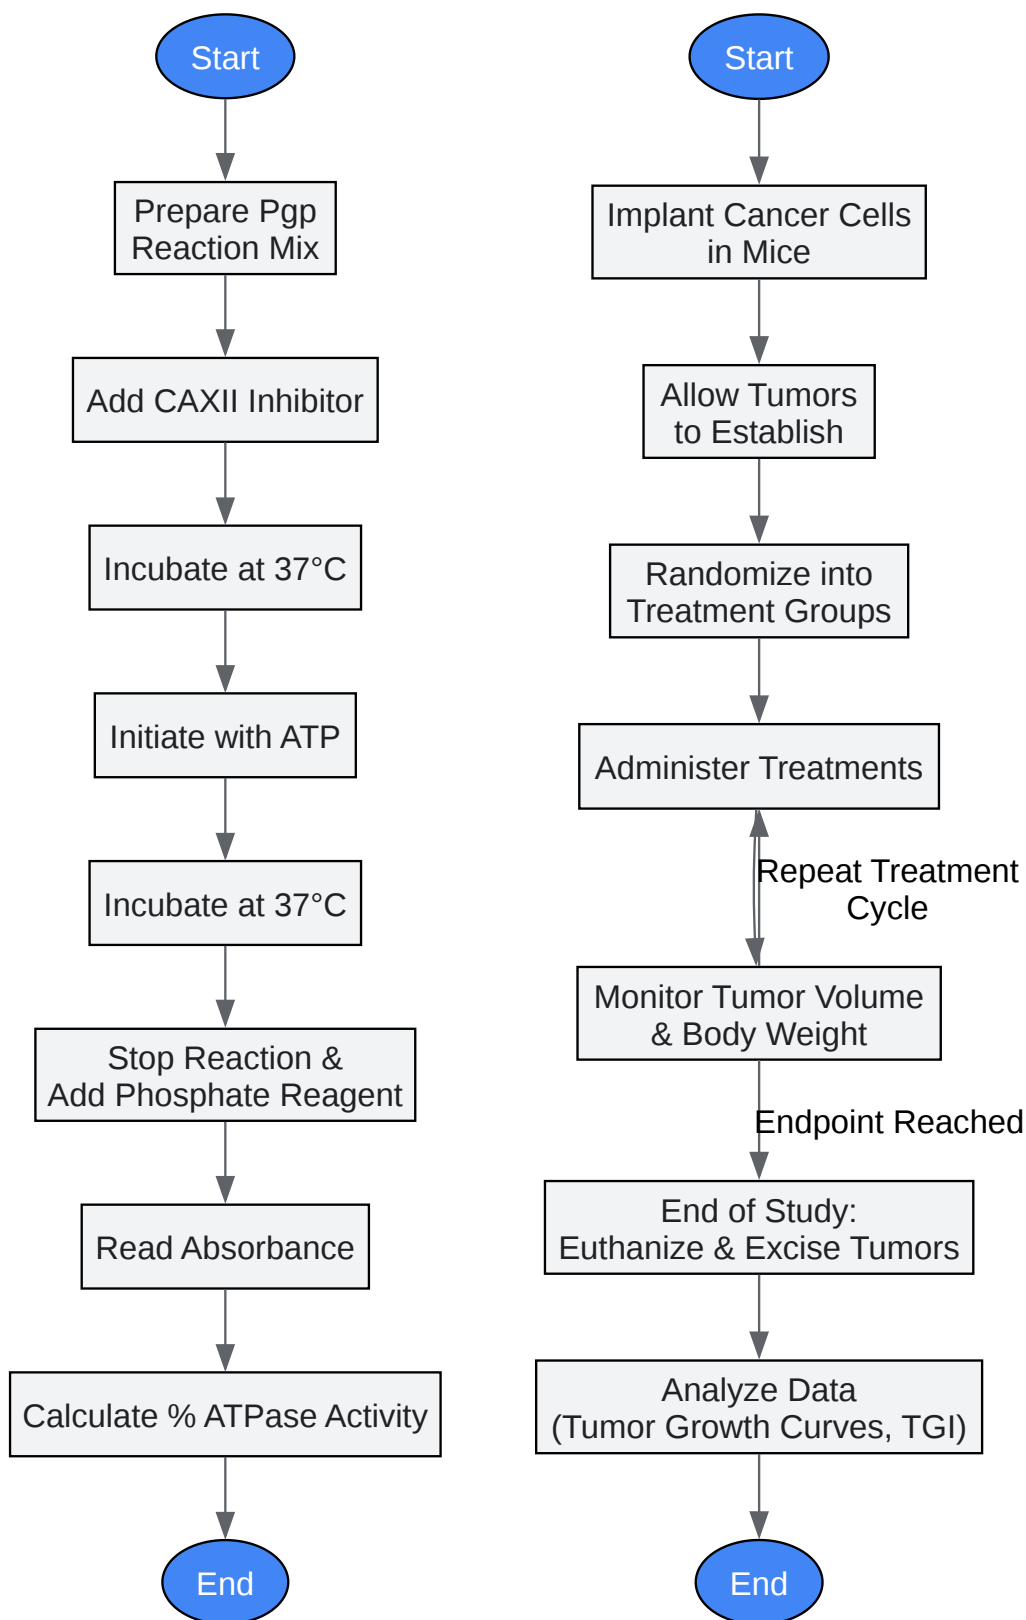 Start
Prepare Pgp
Reaction Mix
Add CAXII Inhibitor
Incubate at 37°C
Initiate with ATP
Incubate at 37°C
Stop Reaction &
Add Phosphate Reagent
Read Absorbance
Calculate % ATPase Activity
End
Start
Implant Cancer Cells
in Mice
Allow Tumors
to Establish
Randomize into
Treatment Groups
Administer Treatments
Repeat Treatment
Cycle
Monitor Tumor Volume
& Body Weight
Endpoint Reached
End of Study:
Euthanize & Excise Tumors
Analyze Data
(Tumor Growth Curves, TGI)
End